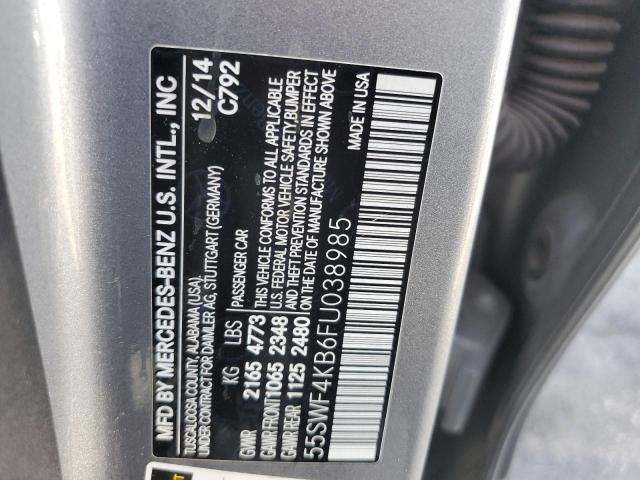 MFD BY MERCEDES-BENZ U.S. INTL., INC
TUSCALOOSA COUNTY, ALABAMA (USA),
UNDER CONTRACT FOR DAIMLER AG, STUTTGART (GERMANY)
12/14
C792
KG LBS
GVWR 2165 4773
GAWR FRONT 1065 2348
GAWR REAR 1125 2480
PASSENGER CAR
THIS VEHICLE CONFORMS TO ALL APPLICABLE
U.S. FEDERAL MOTOR VEHICLE SAFETY, BUMPER
AND THEFT PREVENTION STANDARDS IN EFFECT
ON THE DATE OF MANUFACTURE SHOWN ABOVE
55SWF4KB6FU038985
MADE IN USA